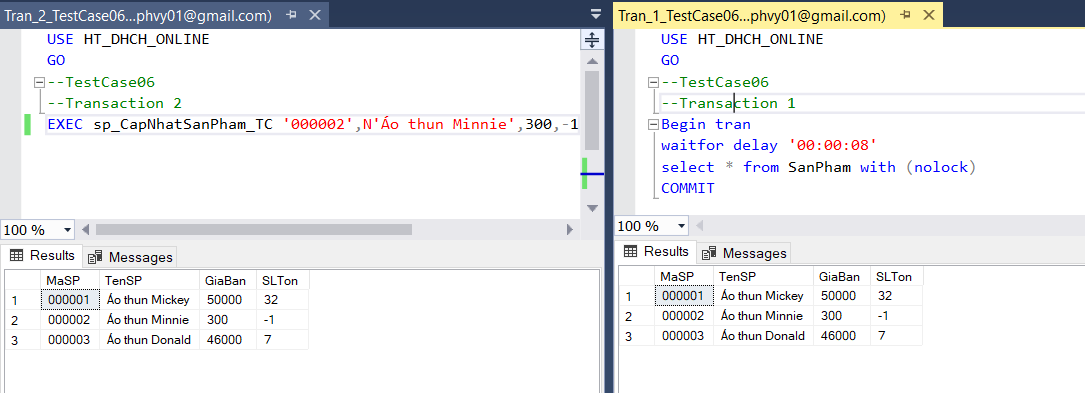 Tran_2_TestCase06...phvy01@gmail.com)
USE HT_DHCH_ONLINE
GO
--TestCase06
--Transaction 2
EXEC sp_CapNhatSanPham_TC '000002',N'Áo thun Minnie',300,-1
100 %
Results Messages
MaSP TenSP GiaBan SLTon
1 000001 Áo thun Mickey 50000 32
2 000002 Áo thun Minnie 300 -1
3 000003 Áo thun Donald 46000 7
Tran_1_TestCase06...phvy01@gmail.com)
USE HT_DHCH_ONLINE
GO
--TestCase06
--Transaction 1
Begin tran
waitfor delay '00:00:08'
select * from SanPham with (nolock)
COMMIT
100 %
Results Messages
MaSP TenSP GiaBan SLTon
1 000001 Áo thun Mickey 50000 32
2 000002 Áo thun Minnie 300 -1
3 000003 Áo thun Donald 46000 7